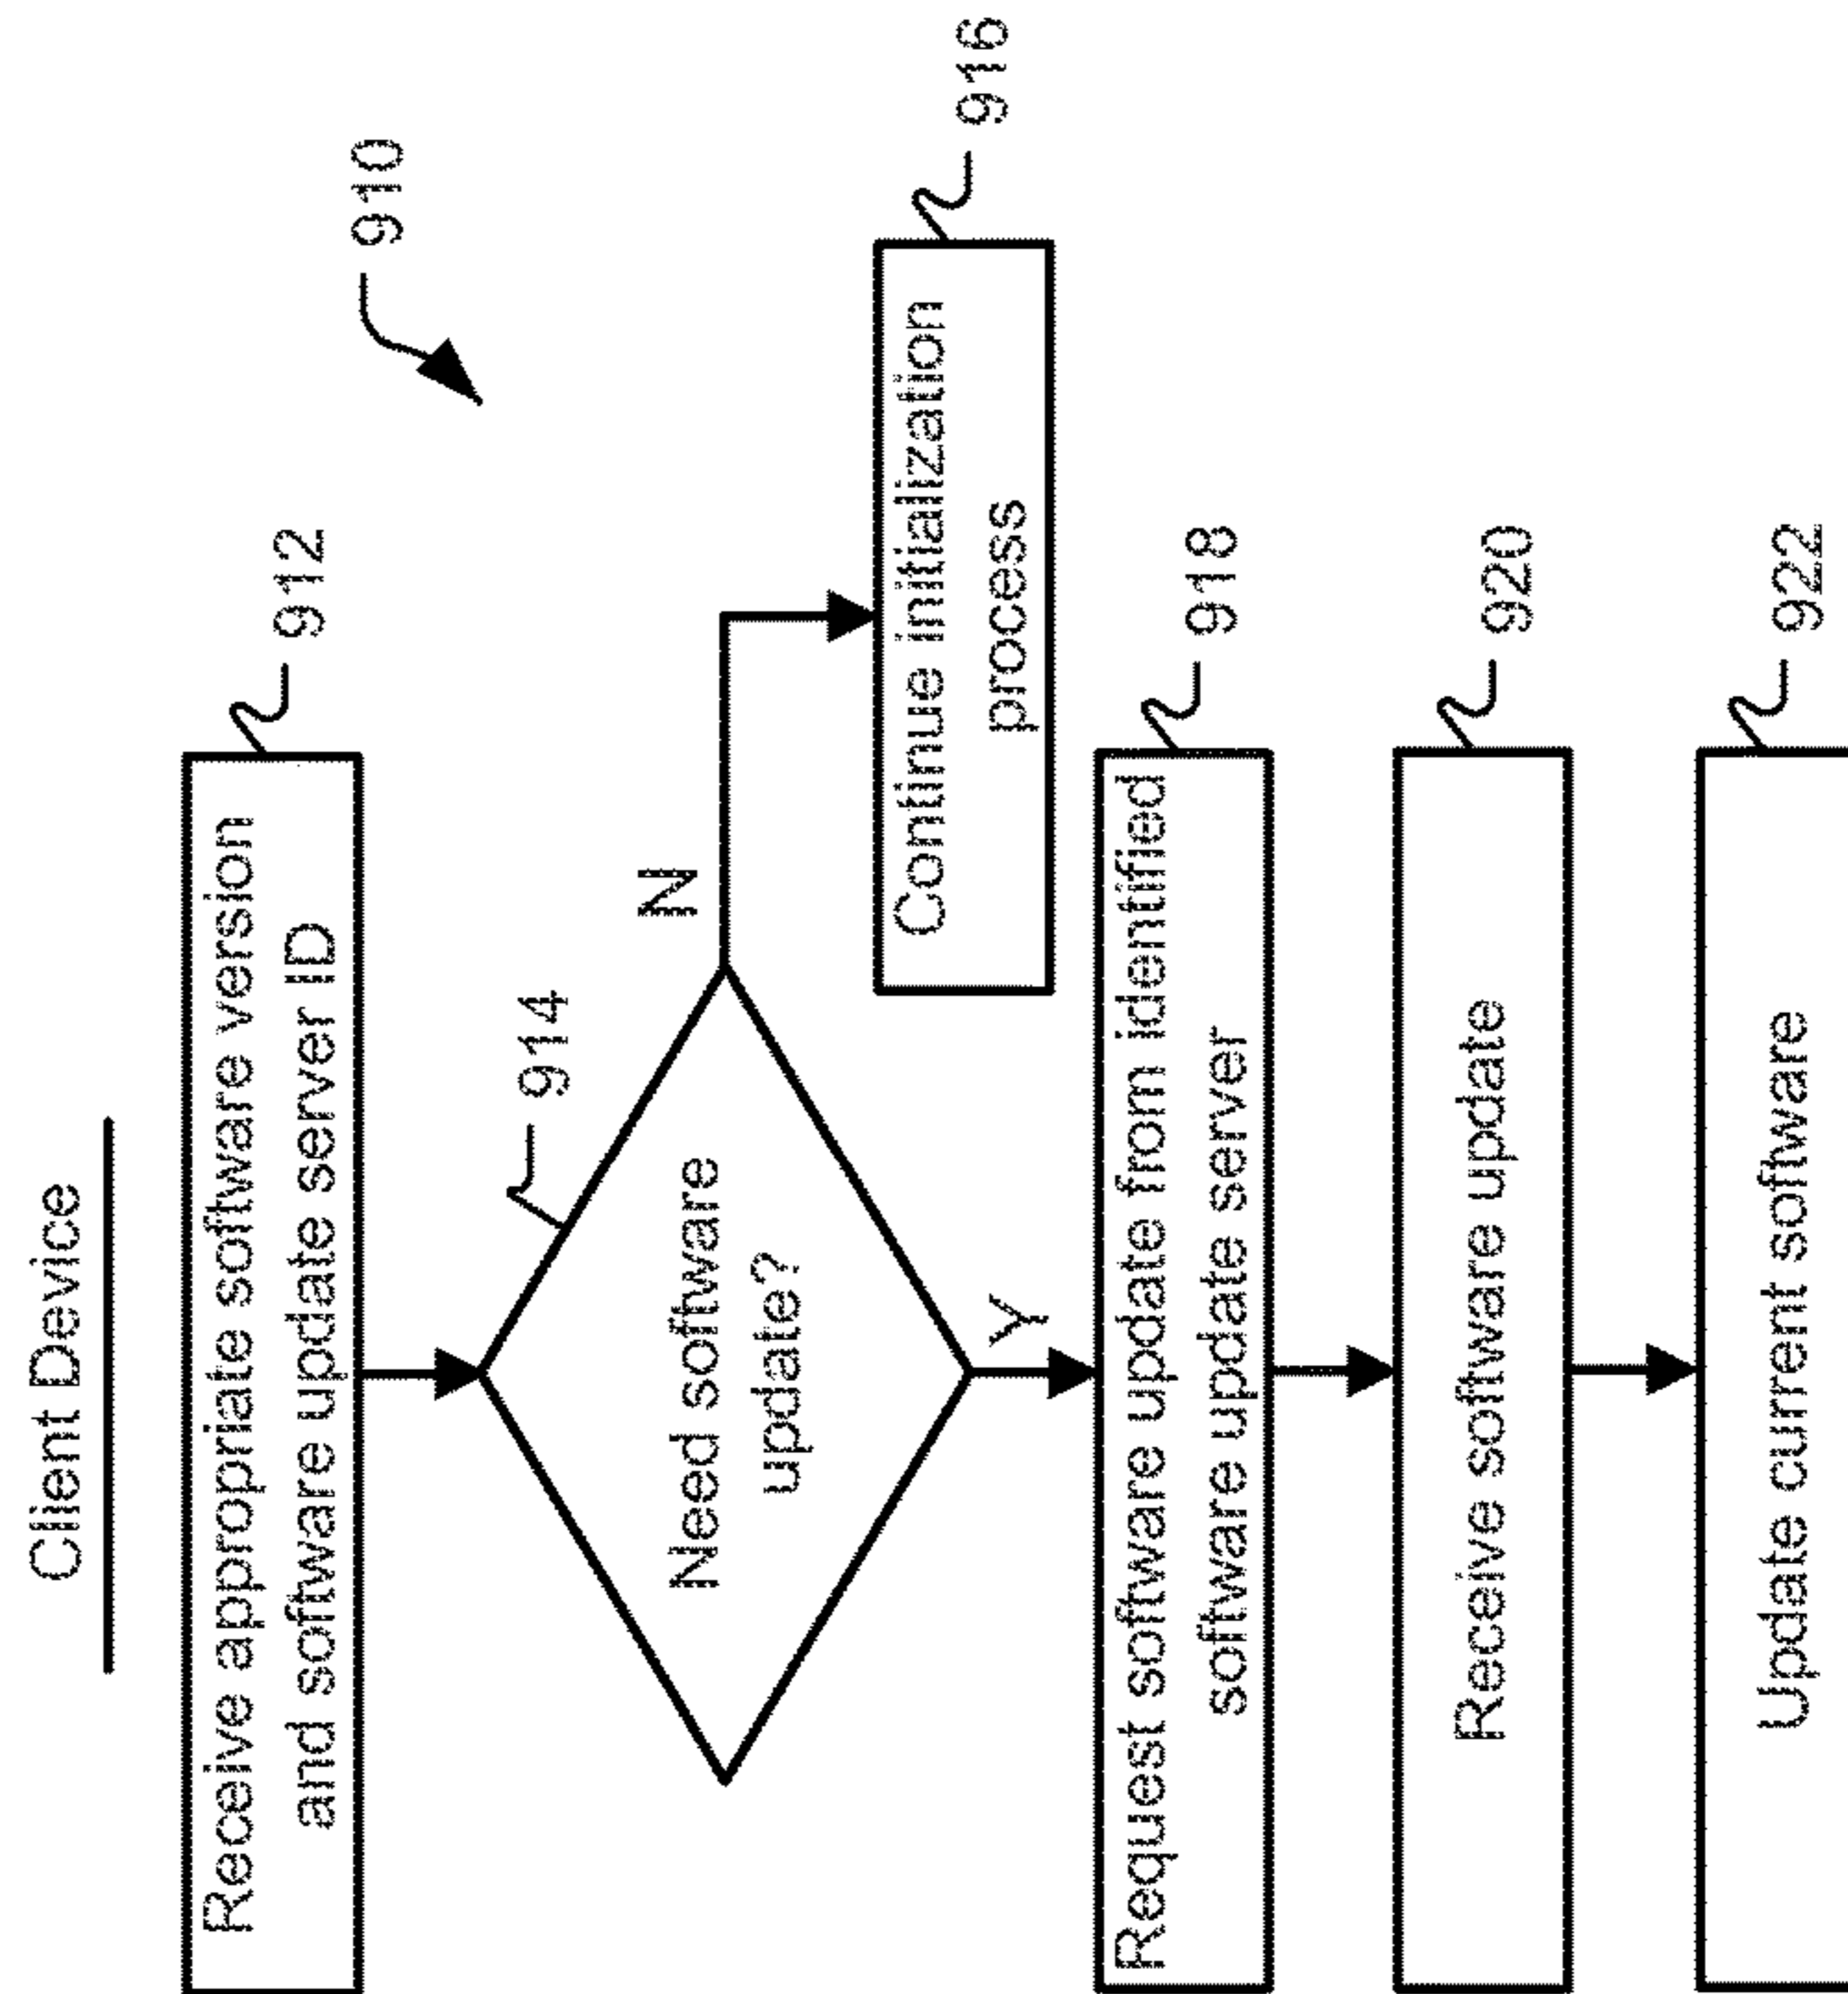 Client Device
910
Receive appropriate software version
and software update server ID
912
914
Need software
update?
N
Continue initialization
process
916
Y
Request software update from identified
software update server
918
Receive software update
920
Update current software
922